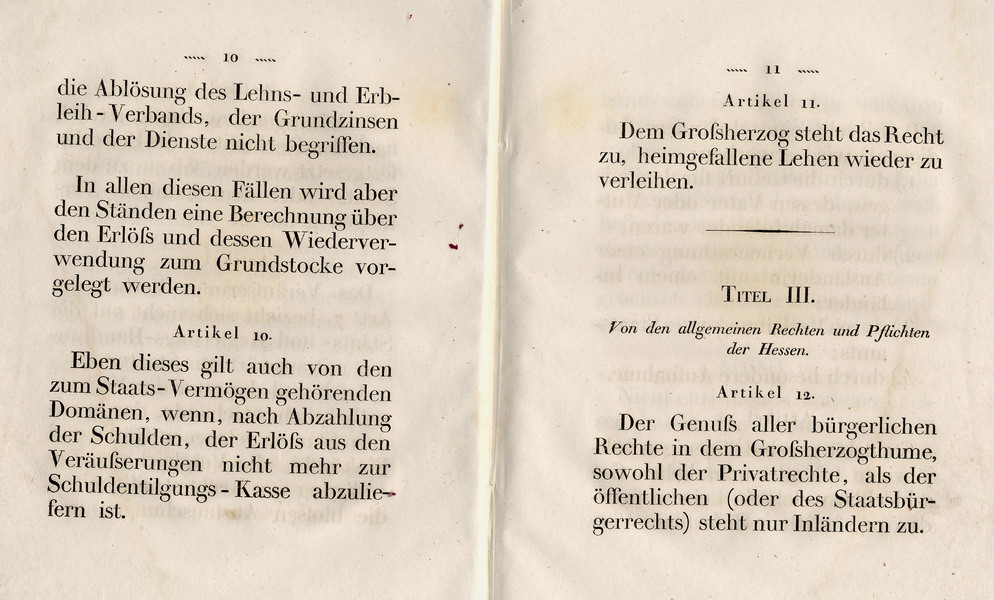 10
die Ablösung des Lehns- und Erb-
leih-Verbands, der Grundzinsen
und der Dienste nicht begriffen.
In allen diesen Fällen wird aber
den Ständen eine Berechnung über
den Erlöſs und dessen Wiederver-
wendung zum Grundstocke vor-
gelegt werden.
Artikel 10.
Eben dieses gilt auch von den
zum Staats-Vermögen gehörenden
Domänen, wenn, nach Abzahlung
der Schulden, der Erlöſs aus den
Veräuſserungen nicht mehr zur
Schuldentilgungs-Kasse abzulie-
fern ist.
11
Artikel 11.
Dem Groſsherzog steht das Recht
zu, heimgefallene Lehen wieder zu
verleihen.
TITEL III.
Von den allgemeinen Rechten und Pflichten
der Hessen.
Artikel 12.
Der Genuſs aller bürgerlichen
Rechte in dem Groſsherzogthume,
sowohl der Privatrechte, als der
öffentlichen (oder des Staatsbür-
gerrechts) steht nur Inländern zu.